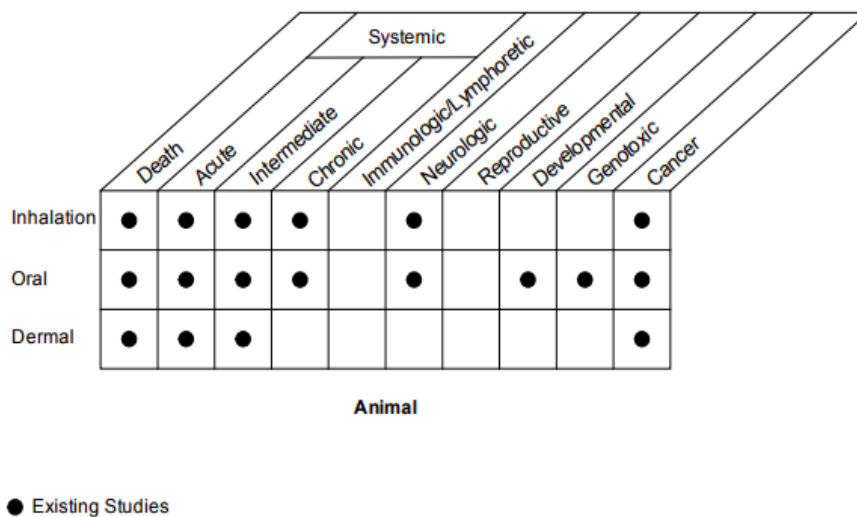 Systemic
Death
Acute
Intermediate
Chronic
Immunologic/Lymphoretic
Neurologic
Reproductive
Developmental
Genotoxic
Cancer
Inhalation
Oral
Dermal
Animal
Existing Studies